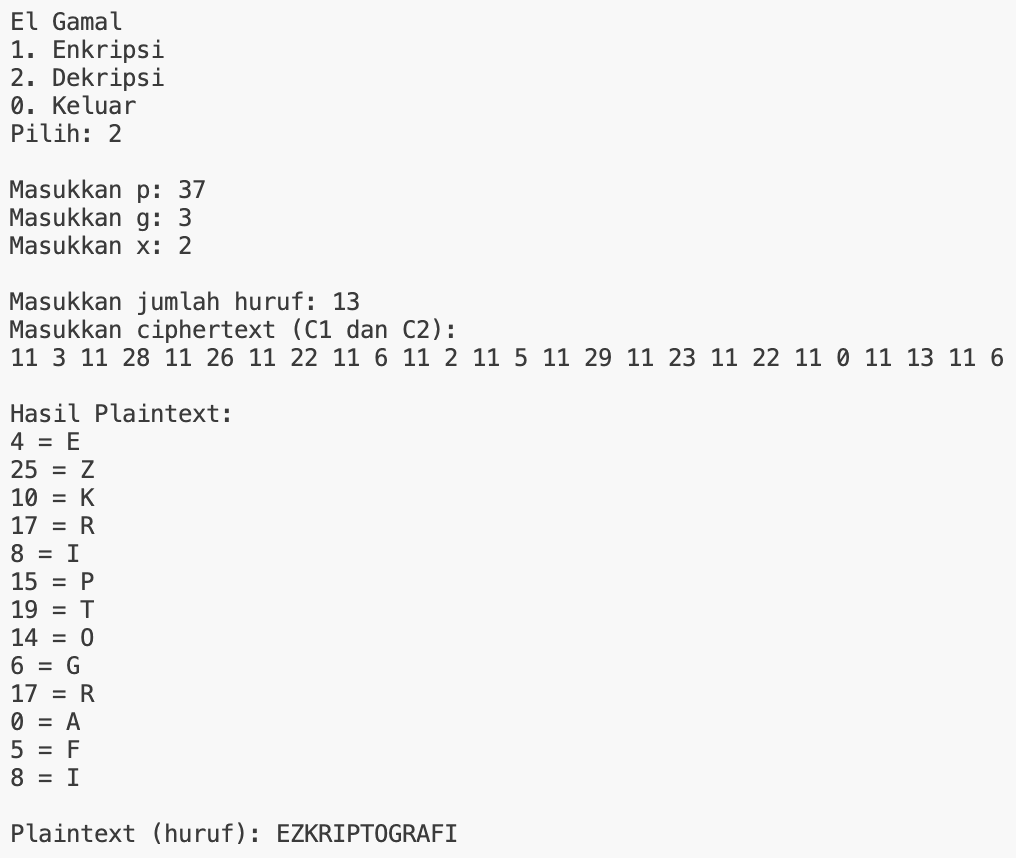 El Gamal
1. Enkripsi
2. Dekripsi
0. Keluar
Pilih: 2
Masukkan p: 37
Masukkan g: 3
Masukkan x: 2
Masukkan jumlah huruf: 13
Masukkan ciphertext (C1 dan C2):
11 3 11 28 11 26 11 22 11 6 11 2 11 5 11 29 11 23 11 22 11 0 11 13 11 6
Hasil Plaintext:
4 = E
25 = Z
10 = K
17 = R
8 = I
15 = P
19 = T
14 = O
6 = G
17 = R
0 = A
5 = F
8 = I
Plaintext (huruf): EZKRIPTOGRAFI